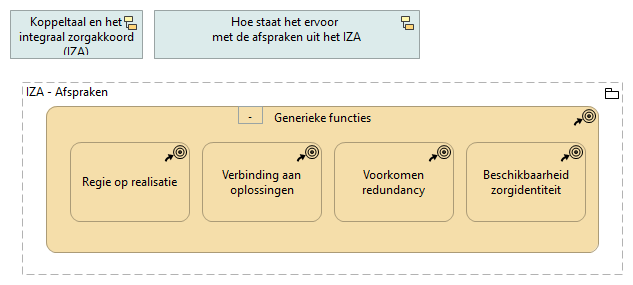 Koppeltaal en het
integraal zorgakkoord
(IZA)
Hoe staat het ervoor
met de afspraken uit het IZA
IZA - Afspraken
-
Generieke functies
Regie op realisatie
Verbinding aan
oplossingen
Voorkomen
redundancy
Beschikbaarheid
zorgidentiteit